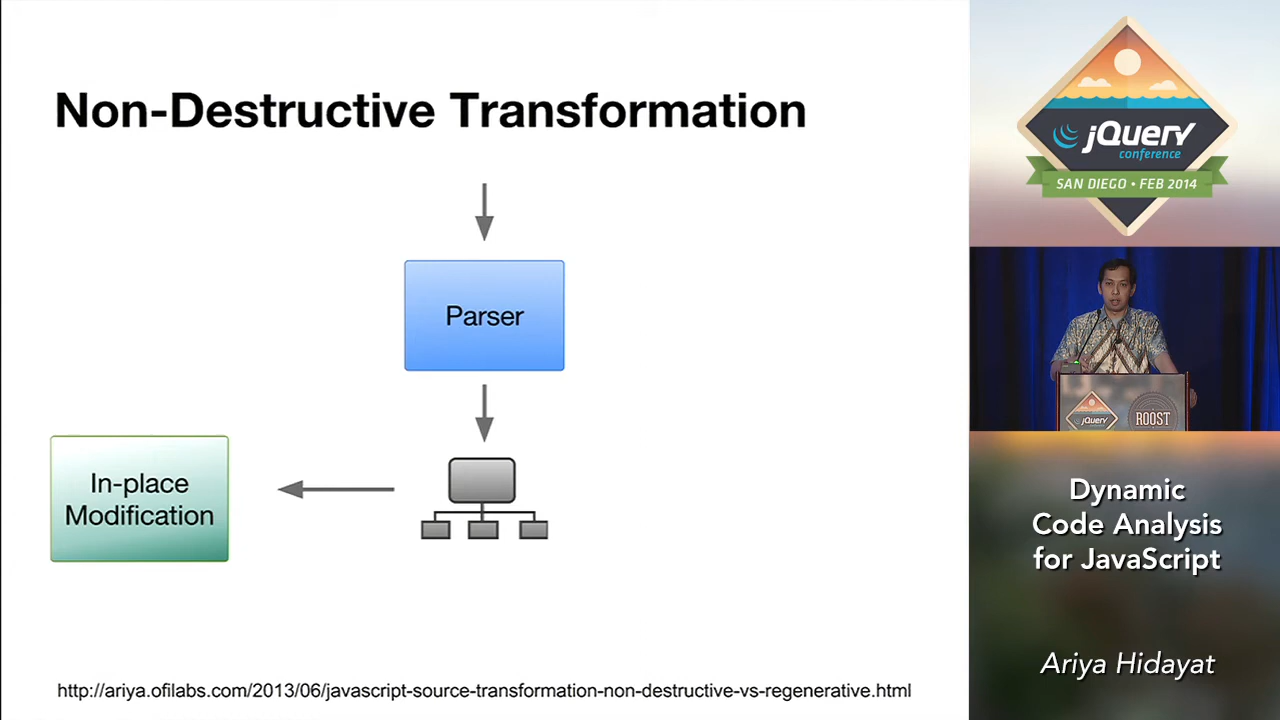 Non-Destructive Transformation
Parser
In-place
Modification
http://ariya.ofilabs.com/2013/06/javascript-source-transformation-non-destructive-vs-regenerative.html
jQuery
conference
SAN DIEGO • FEB 2014
jQuery
ROOST
Dynamic
Code Analysis
for JavaScript
Ariya Hidayat